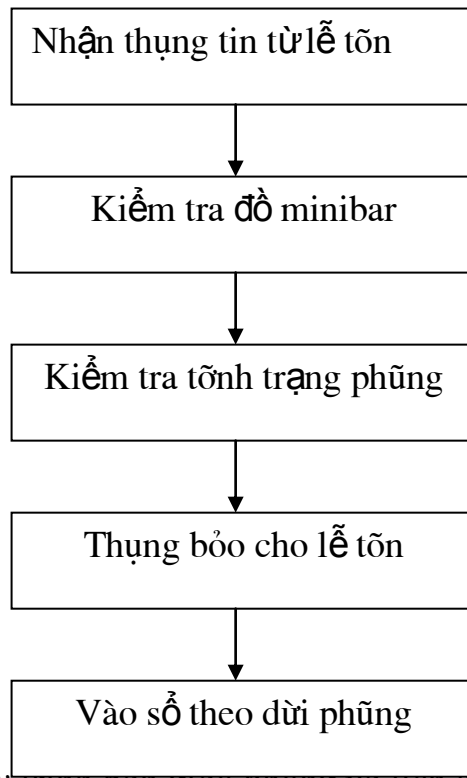 Nhận thụng tin từ lễ tõn
Kiểm tra đồ minibar
Kiểm tra tỡnh trạng phũng
Thụng bỏo cho lễ tõn
Vào sổ theo dừi phũng